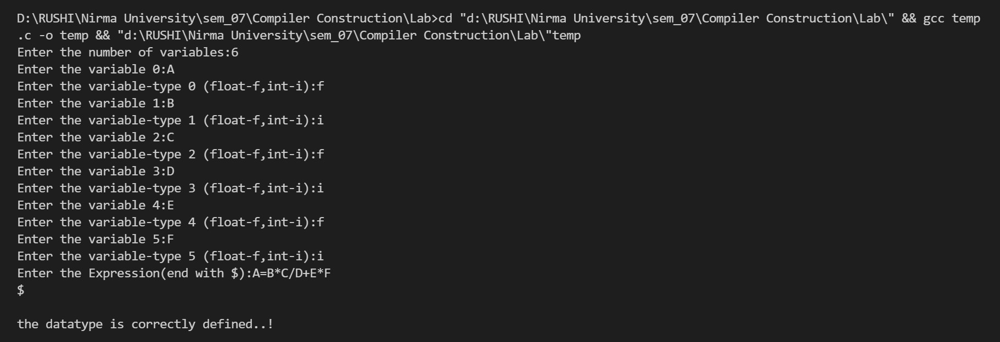 D:\RUSHI\Nirma University\sem_07\Compiler Construction\Lab>cd "d:\RUSHI\Nirma University\sem_07\Compiler Construction\Lab\" && gcc temp
.c -o temp && "d:\RUSHI\Nirma University\sem_07\Compiler Construction\Lab\"temp
Enter the number of variables:6
Enter the variable 0:A
Enter the variable-type 0 (float-f,int-i):f
Enter the variable 1:B
Enter the variable-type 1 (float-f,int-i):i
Enter the variable 2:C
Enter the variable-type 2 (float-f,int-i):f
Enter the variable 3:D
Enter the variable-type 3 (float-f,int-i):i
Enter the variable 4:E
Enter the variable-type 4 (float-f,int-i):f
Enter the variable 5:F
Enter the variable-type 5 (float-f,int-i):i
Enter the Expression(end with $):A=B*C/D+E*F
$
the datatype is correctly defined..!